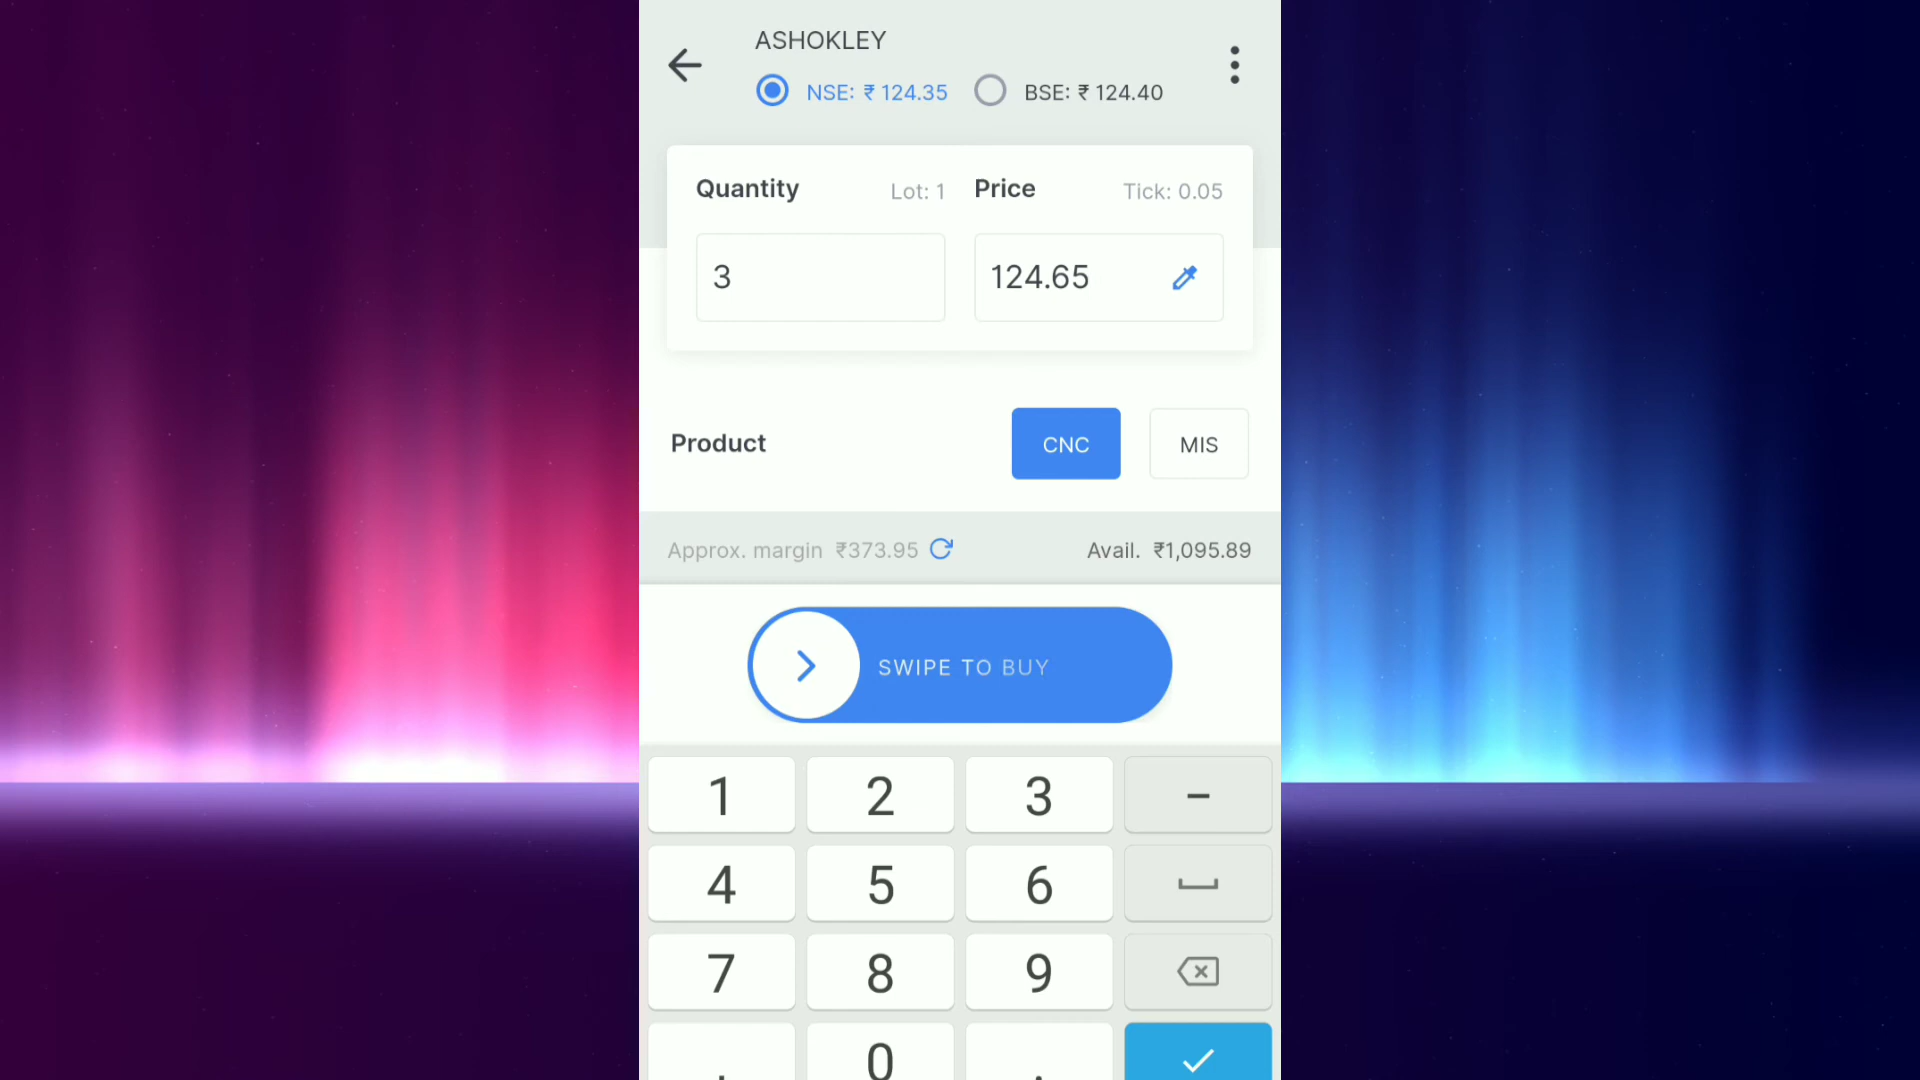 ASHOKLEY
NSE: ₹ 124.35 BSE: ₹ 124.40
Quantity Lot: 1 Price Tick: 0.05
3 124.65
Product CNC MIS
Approx. margin ₹373.95 Avail. ₹1,095.89
SWIPE TO BUY
1 2 3 –
4 5 6
7 8 9
0 .